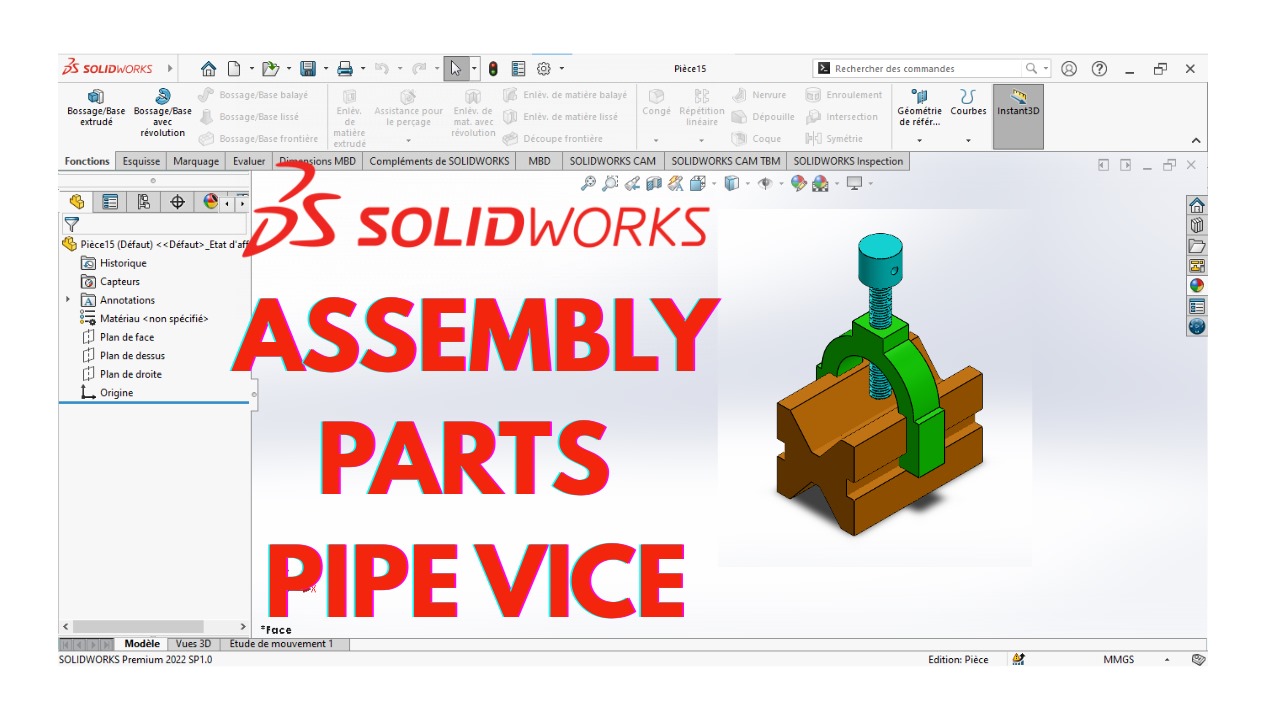 SOLIDWORKS
Pièce15
Rechercher des commandes
Bossage/Base extrudé
Bossage/Base avec révolution
Bossage/Base balayé
Bossage/Base lissé
Bossage/Base frontière
Enlèv. de matière extrudé
Assistance pour le perçage
Enlèv. de mat. avec révolution
Enlèv. de matière balayé
Enlèv. de matière lissé
Découpe frontière
Congé
Répétition linéaire
Nervure
Dépouille
Coque
Enroulement
Intersection
Symétrie
Géométrie de référ...
Courbes
Instant3D
Fonctions
Esquisse
Marquage
Evaluer
Dimensions MBD
Compléments de SOLIDWORKS
MBD
SOLIDWORKS CAM
SOLIDWORKS CAM TBM
SOLIDWORKS Inspection
Pièce15 (Défaut) <<Défaut>_Etat d'aff
Historique
Capteurs
Annotations
Matériau <non spécifié>
Plan de face
Plan de dessus
Plan de droite
Origine
SOLIDWORKS
ASSEMBLY
PARTS
PIPE VICE
*Face
Modèle
Vues 3D
Etude de mouvement 1
SOLIDWORKS Premium 2022 SP1.0
Edition: Pièce
MMGS